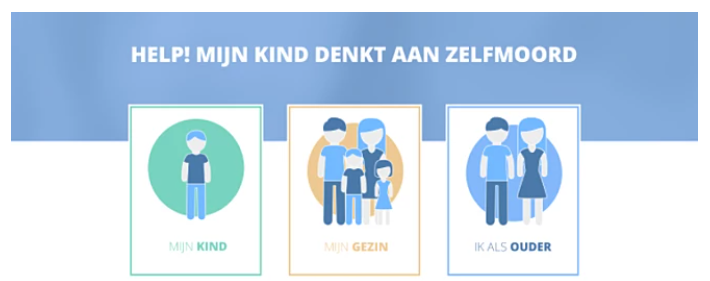 HELP! MIJN KIND DENKT AAN ZELFMOORD
MIJN KIND
MIJN GEZIN
IK ALS OUDER